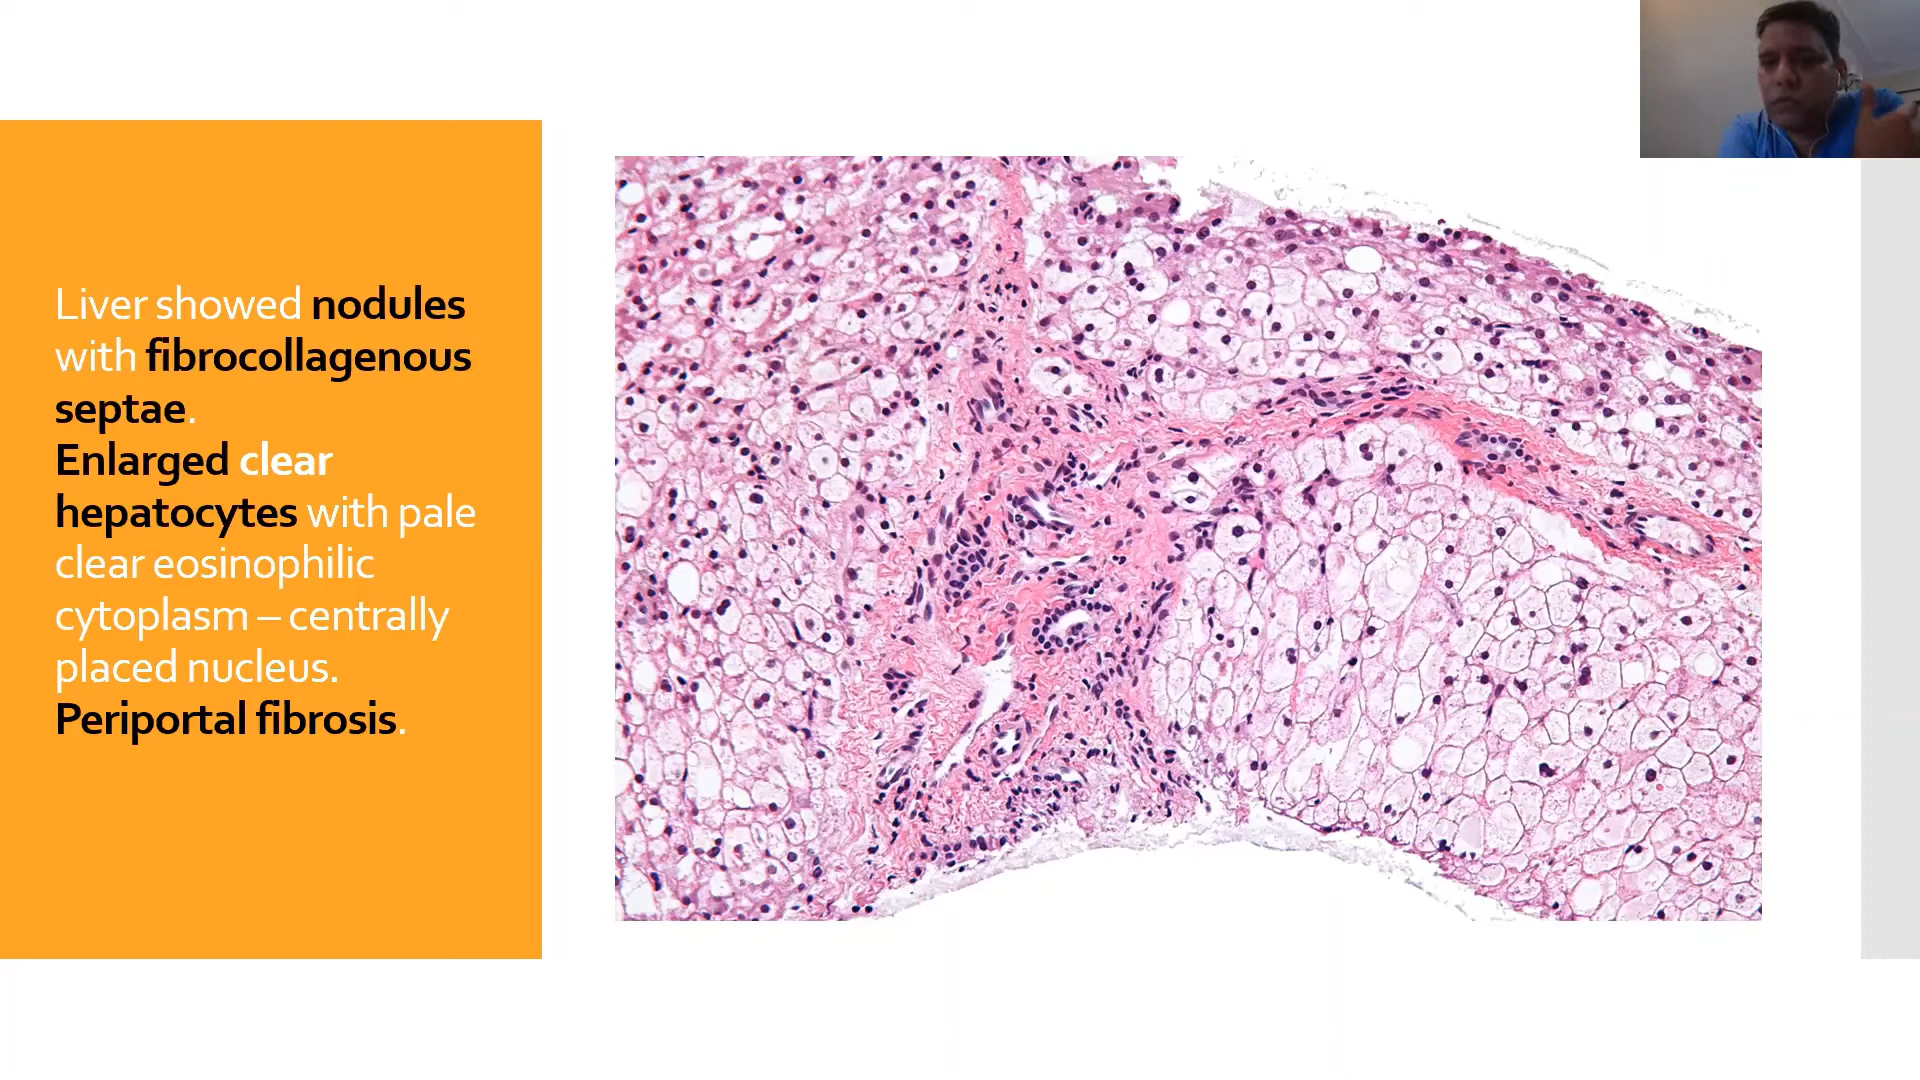 Liver showed nodules
with fibrocollagenous
septae.
Enlarged clear
hepatocytes with pale
clear eosinophilic
cytoplasm – centrally
placed nucleus.
Periportal fibrosis.